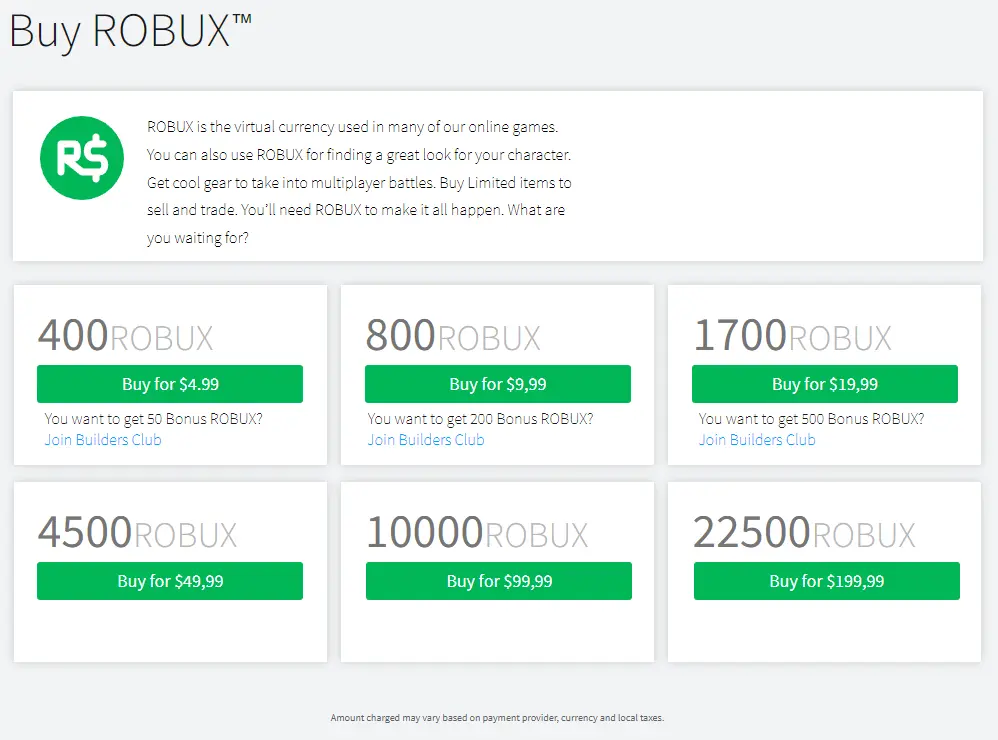 Buy ROBUX™
R$
ROBUX is the virtual currency used in many of our online games.
You can also use ROBUX for finding a great look for your character.
Get cool gear to take into multiplayer battles. Buy Limited items to
sell and trade. You'll need ROBUX to make it all happen. What are
you waiting for?
400ROBUX
Buy for $4.99
You want to get 50 Bonus ROBUX?
Join Builders Club
800ROBUX
Buy for $9,99
You want to get 200 Bonus ROBUX?
Join Builders Club
1700ROBUX
Buy for $19,99
You want to get 500 Bonus ROBUX?
Join Builders Club
4500ROBUX
Buy for $49,99
10000ROBUX
Buy for $99,99
22500ROBUX
Buy for $199,99
Amount charged may vary based on payment provider, currency and local taxes.